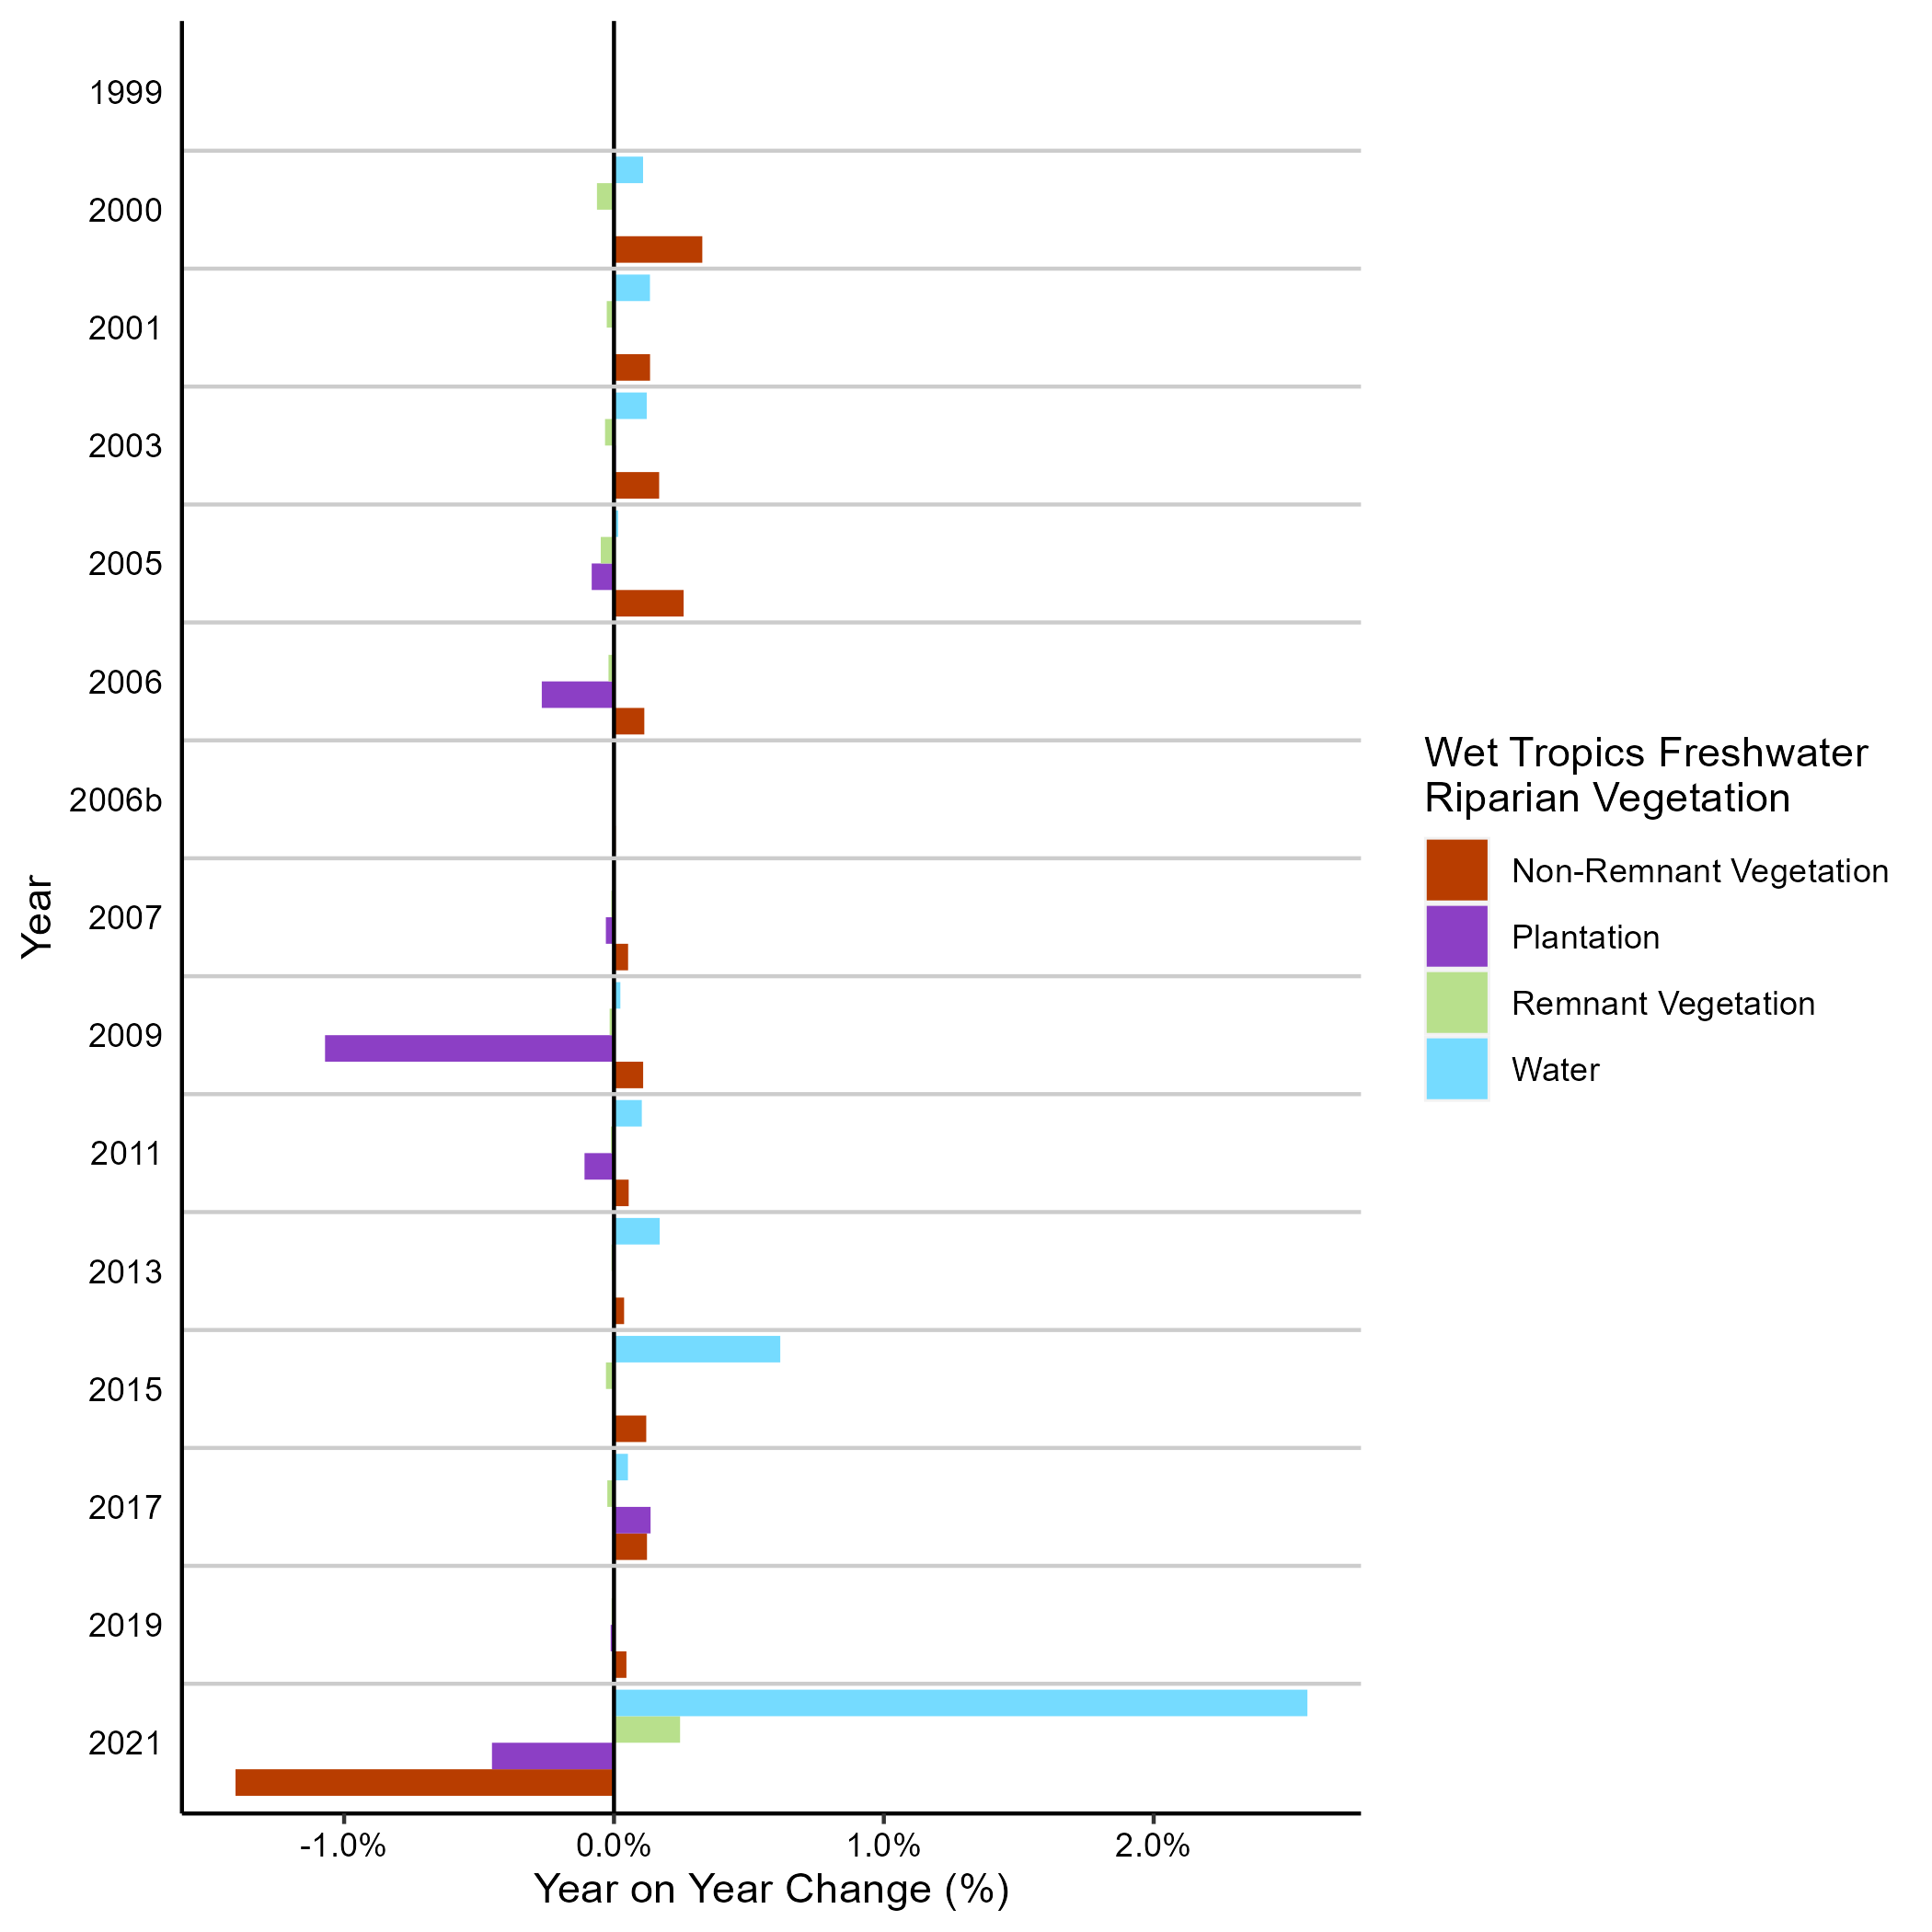 1999
2000
2001
2003
2005
2006
2006b
2007
2009
2011
2013
2015
2017
2019
2021
Year
-1.0%
0.0%
1.0%
2.0%
Year on Year Change (%)
Wet Tropics Freshwater
Riparian Vegetation
Non-Remnant Vegetation
Plantation
Remnant Vegetation
Water